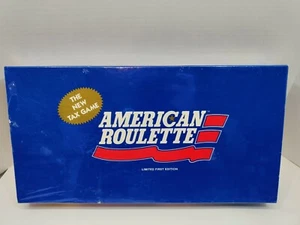 THE
NEW
TAX GAME
AMERICAN
ROULETTE
LIMITED FIRST EDITION